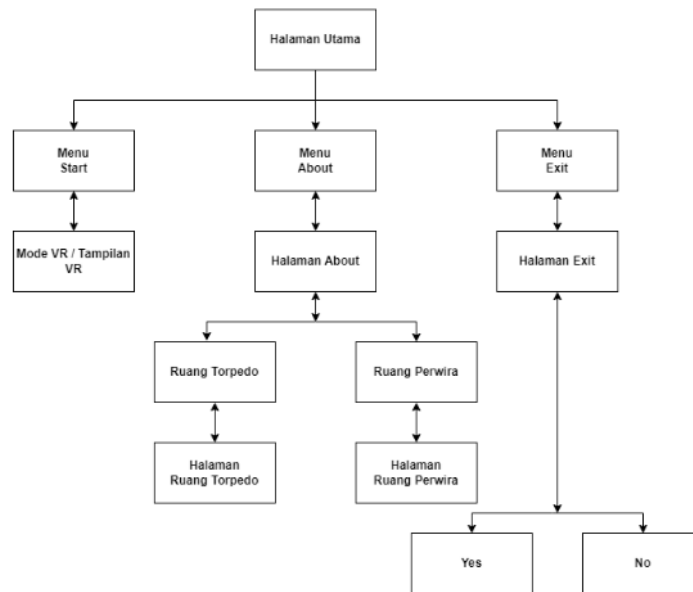 Halaman Utama
Menu
Start
Menu
About
Menu
Exit
Mode VR / Tampilan
VR
Halaman About
Halaman Exit
Ruang Torpedo
Ruang Perwira
Halaman
Ruang Torpedo
Halaman
Ruang Perwira
Yes
No